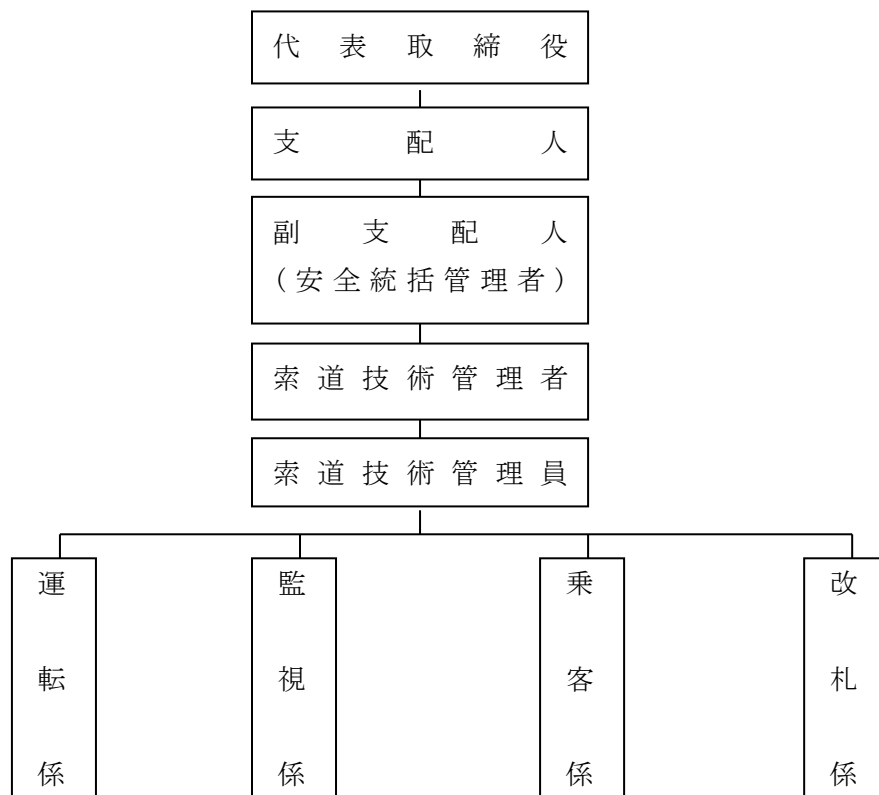 代表取締役
支配人
副支配人
(安全統括管理者)
索道技術管理者
索道技術管理員
運転係
監視係
乗客係
改札係